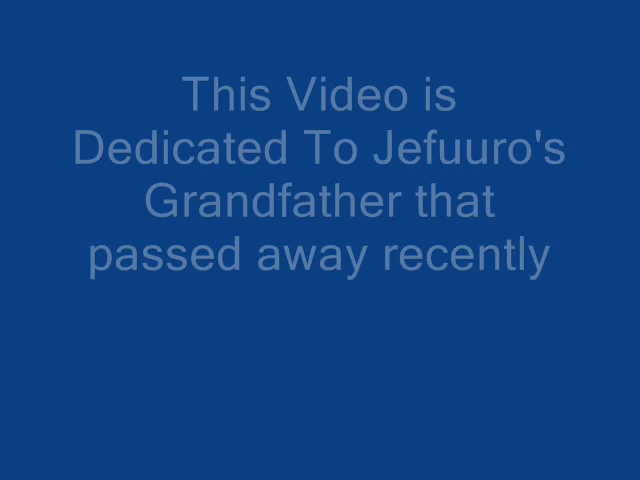 This Video is
Dedicated To Jefuuro's
Grandfather that
passed away recently